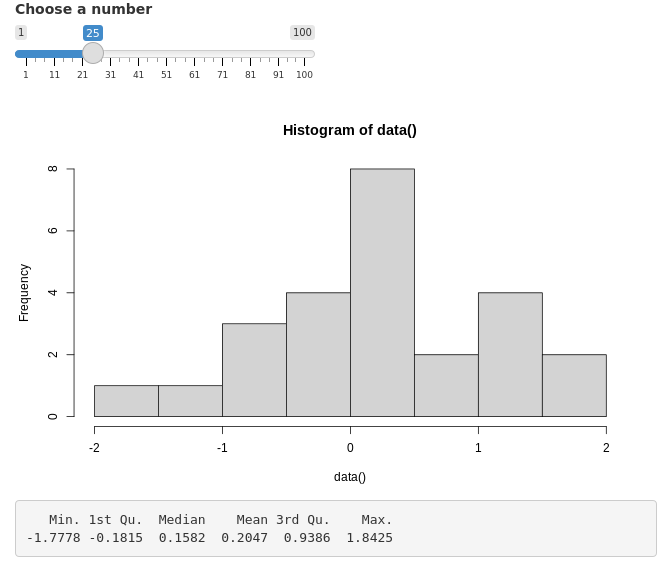 Choose a number
1 25 100
1 11 21 31 41 51 61 71 81 91 100
Histogram of data()
Frequency
8
6
4
2
0
-2 -1 0 1 2
data()
Min. 1st Qu. Median Mean 3rd Qu. Max.
-1.7778 -0.1815 0.1582 0.2047 0.9386 1.8425